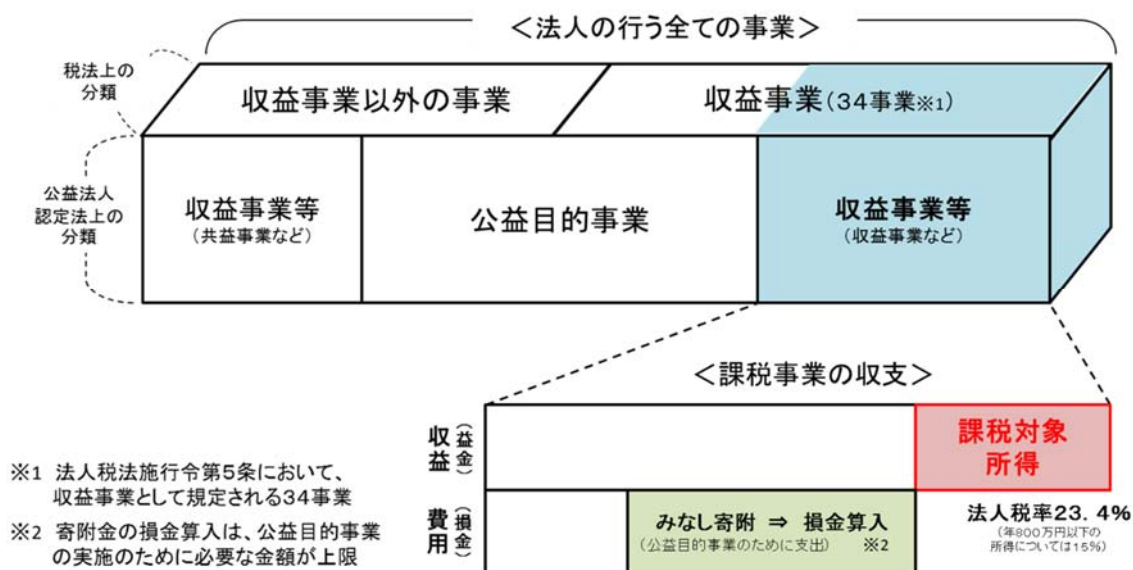 ＜法人の行う全ての事業＞
税法上の
分類
収益事業以外の事業
収益事業(34事業※1)
公益法人
認定法上の
分類
収益事業等
(共益事業など)
公益目的事業
収益事業等
(収益事業など)
＜課税事業の収支＞
収益(益金)
課税対象
所得
※1 法人税法施行令第5条において、
収益事業として規定される34事業
※2 寄附金の損金算入は、公益目的事業
の実施のために必要な金額が上限
費用(損金)
みなし寄附 ⇒ 損金算入
(公益目的事業のために支出) ※2
法人税率23.4%
(年800万円以下の
所得については15%)